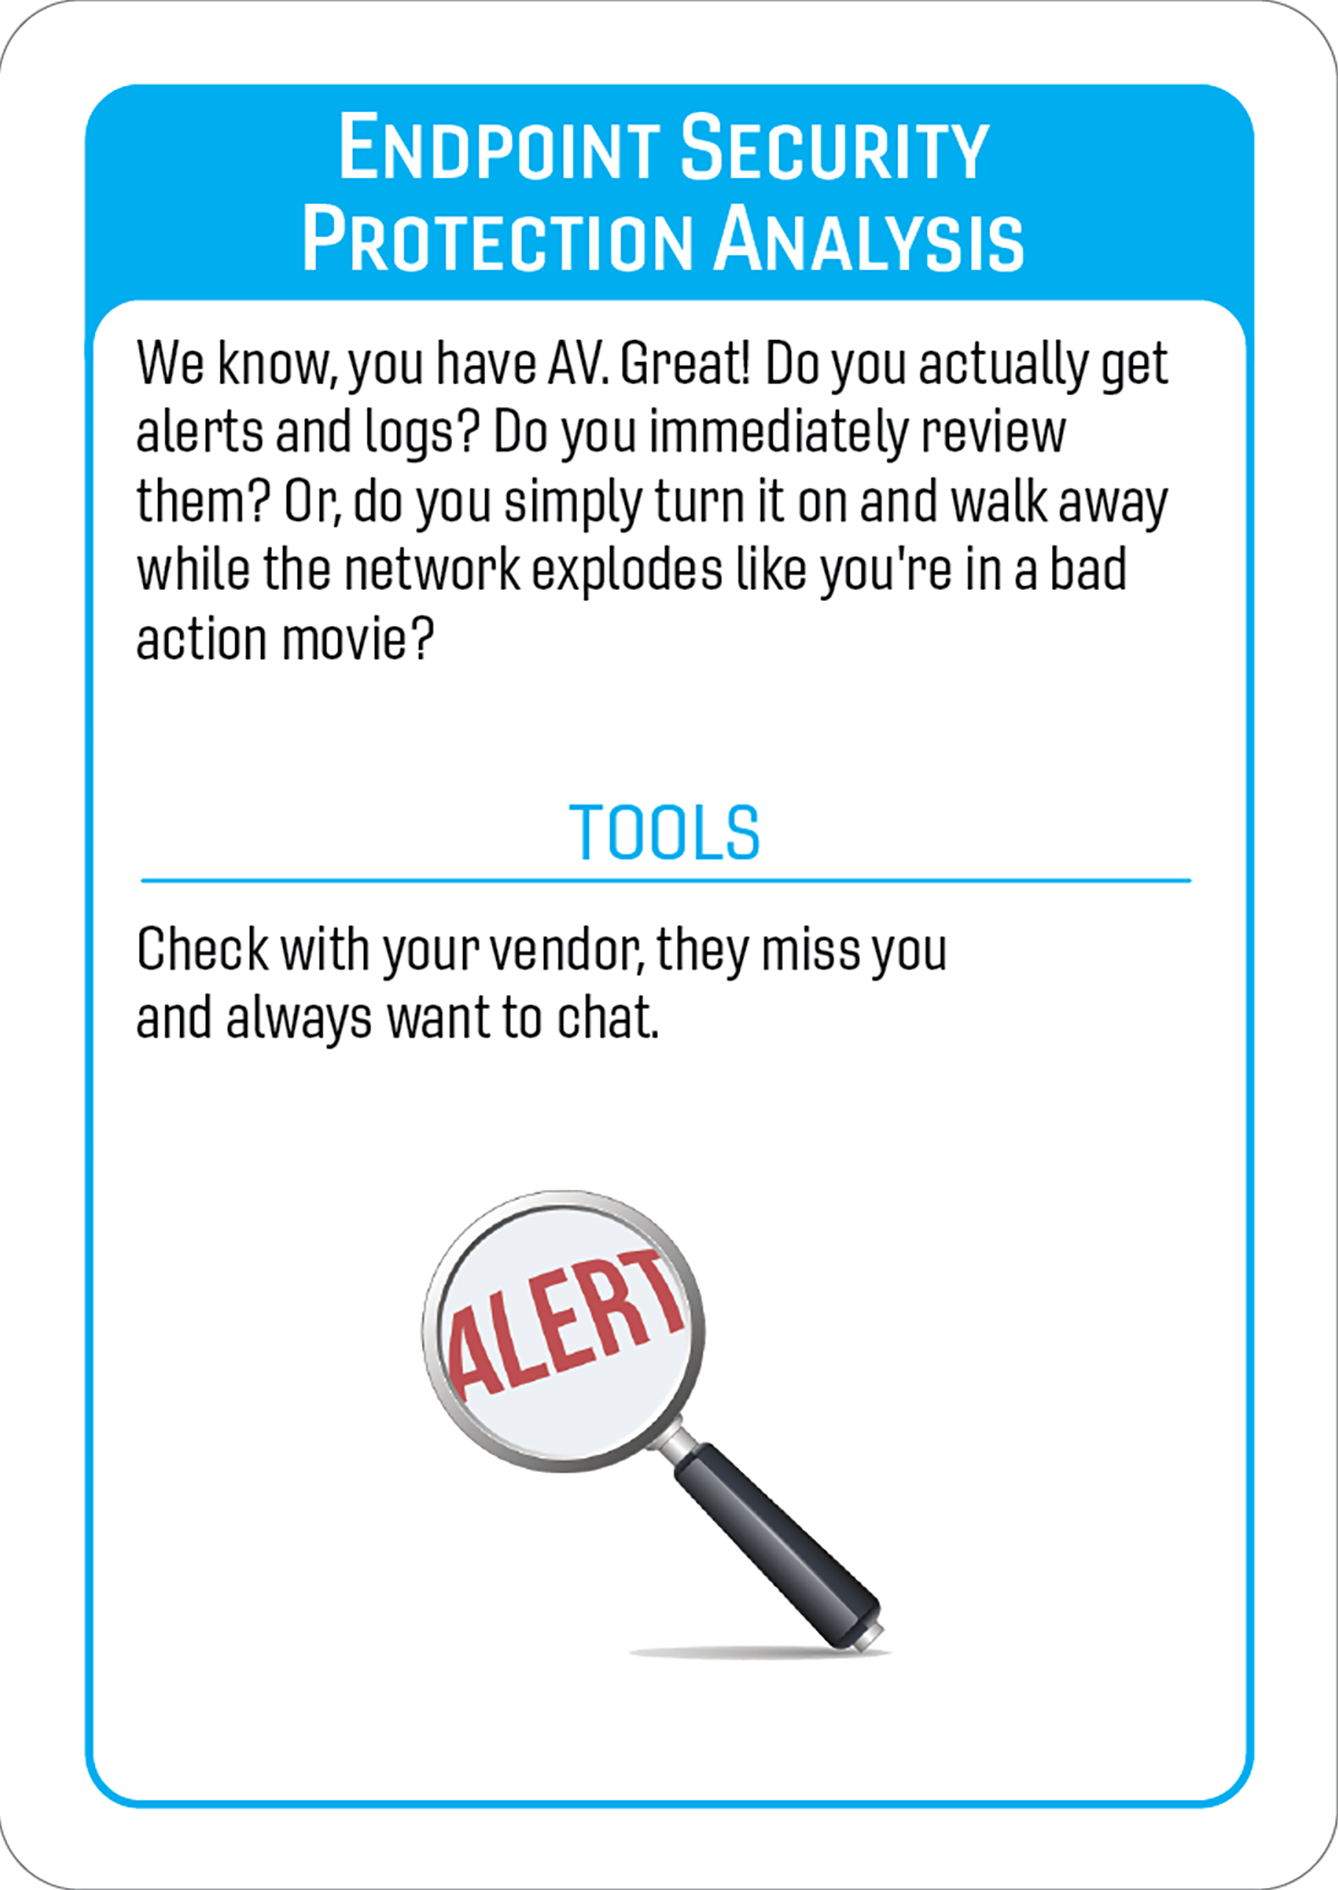 Endpoint Security
Protection Analysis
We know, you have AV. Great! Do you actually get
alerts and logs? Do you immediately review
them? Or, do you simply turn it on and walk away
while the network explodes like you're in a bad
action movie?
TOOLS
Check with your vendor, they miss you
and always want to chat.
ALERT